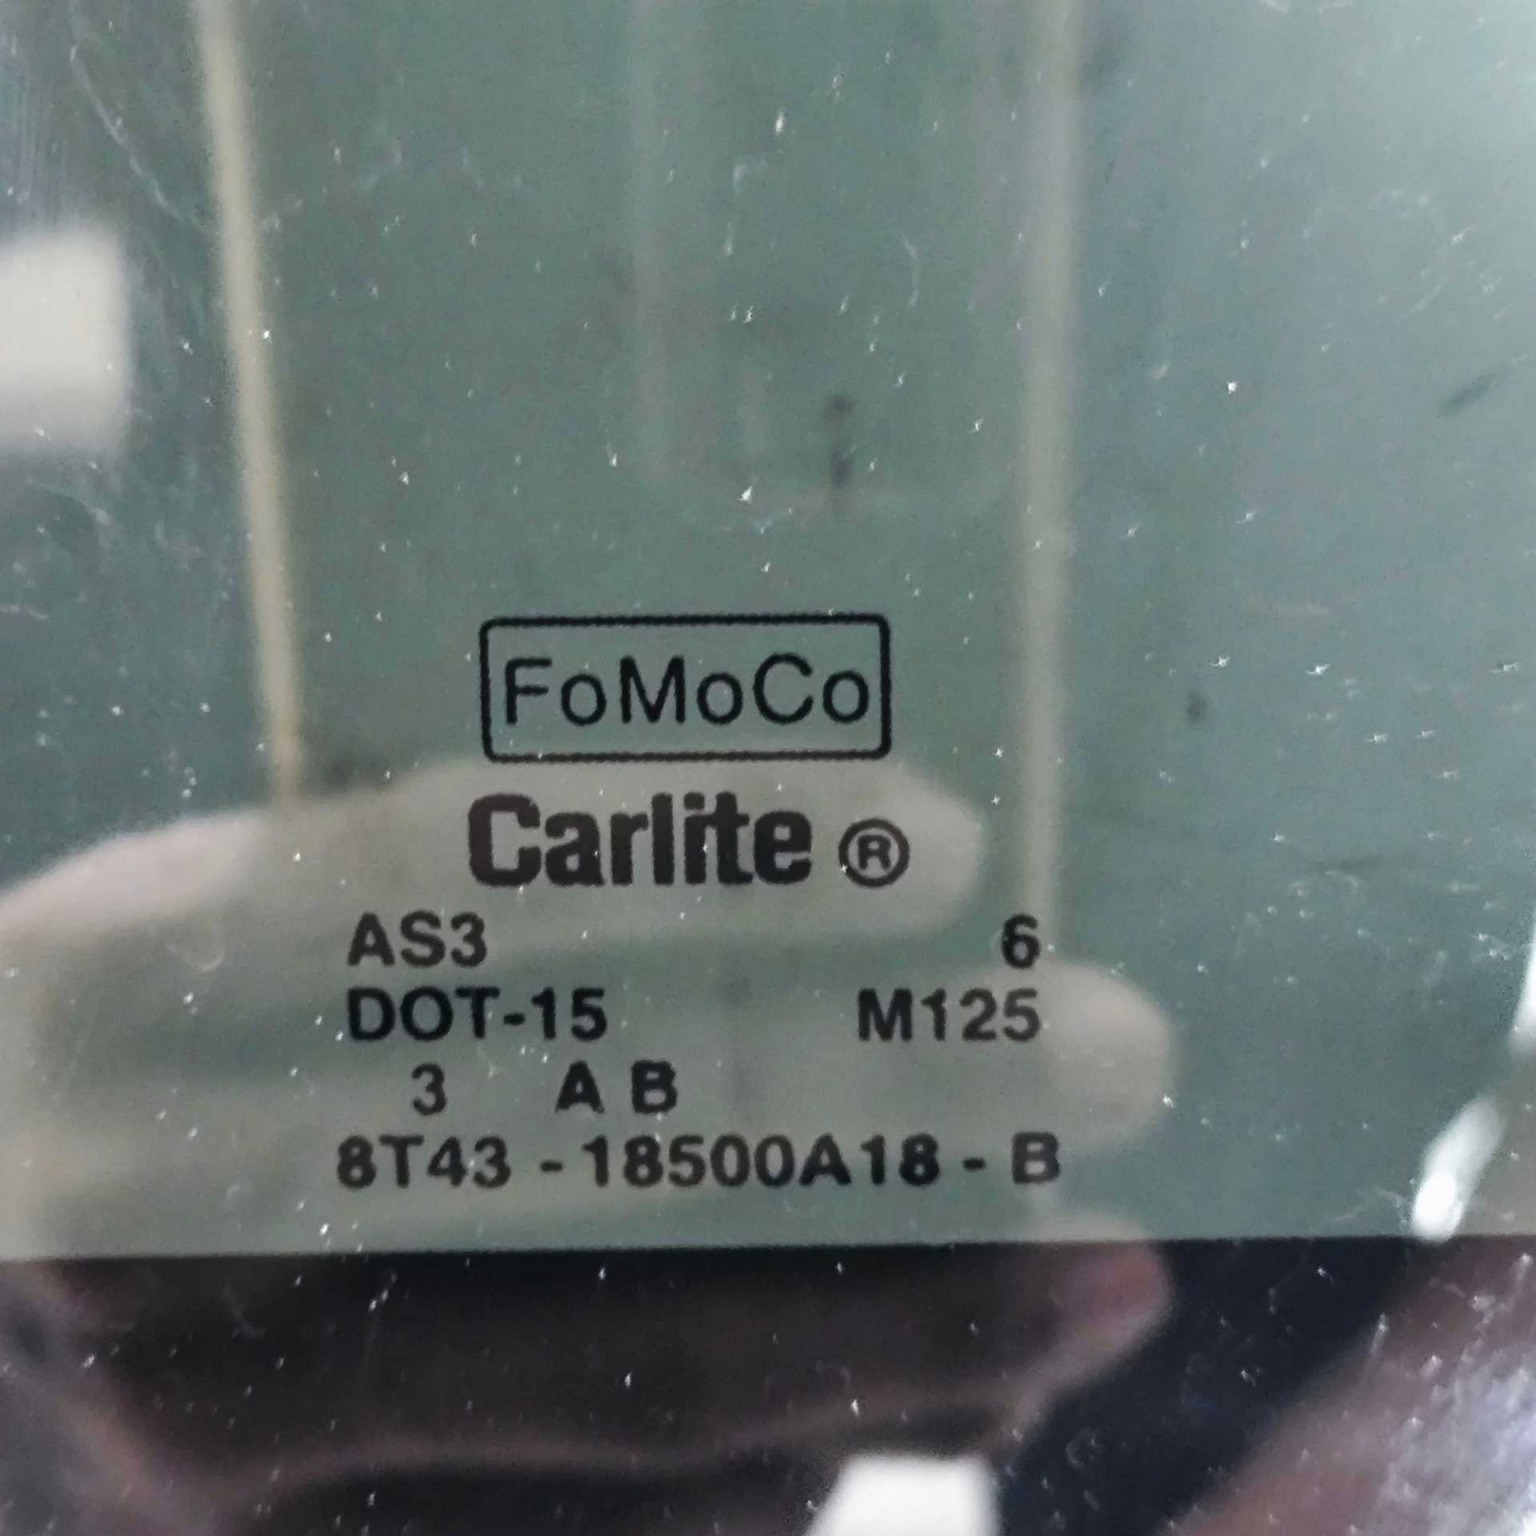 FoMoCo
Carlite ®
AS3 6
DOT-15 M125
3 A B
8T43 - 18500A18 - B